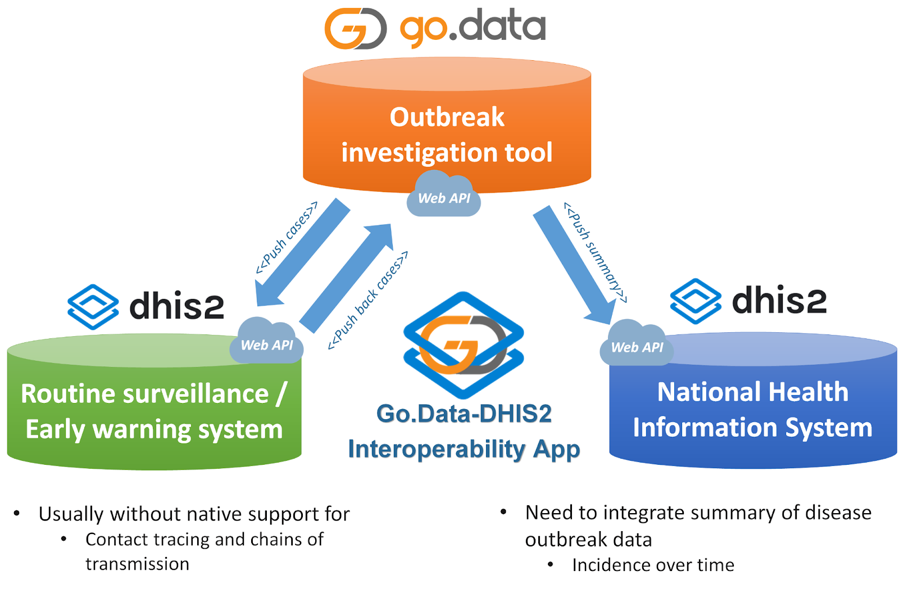 go.data
Outbreak
investigation tool
Web API
<<Push cases>>
<<Push back cases>>
<<Push summary>>
dhis2
dhis2
Web API
Web API
Routine surveillance /
Early warning system
Go.Data-DHIS2
Interoperability App
National Health
Information System
• Usually without native support for
• Contact tracing and chains of
transmission
• Need to integrate summary of disease
outbreak data
• Incidence over time